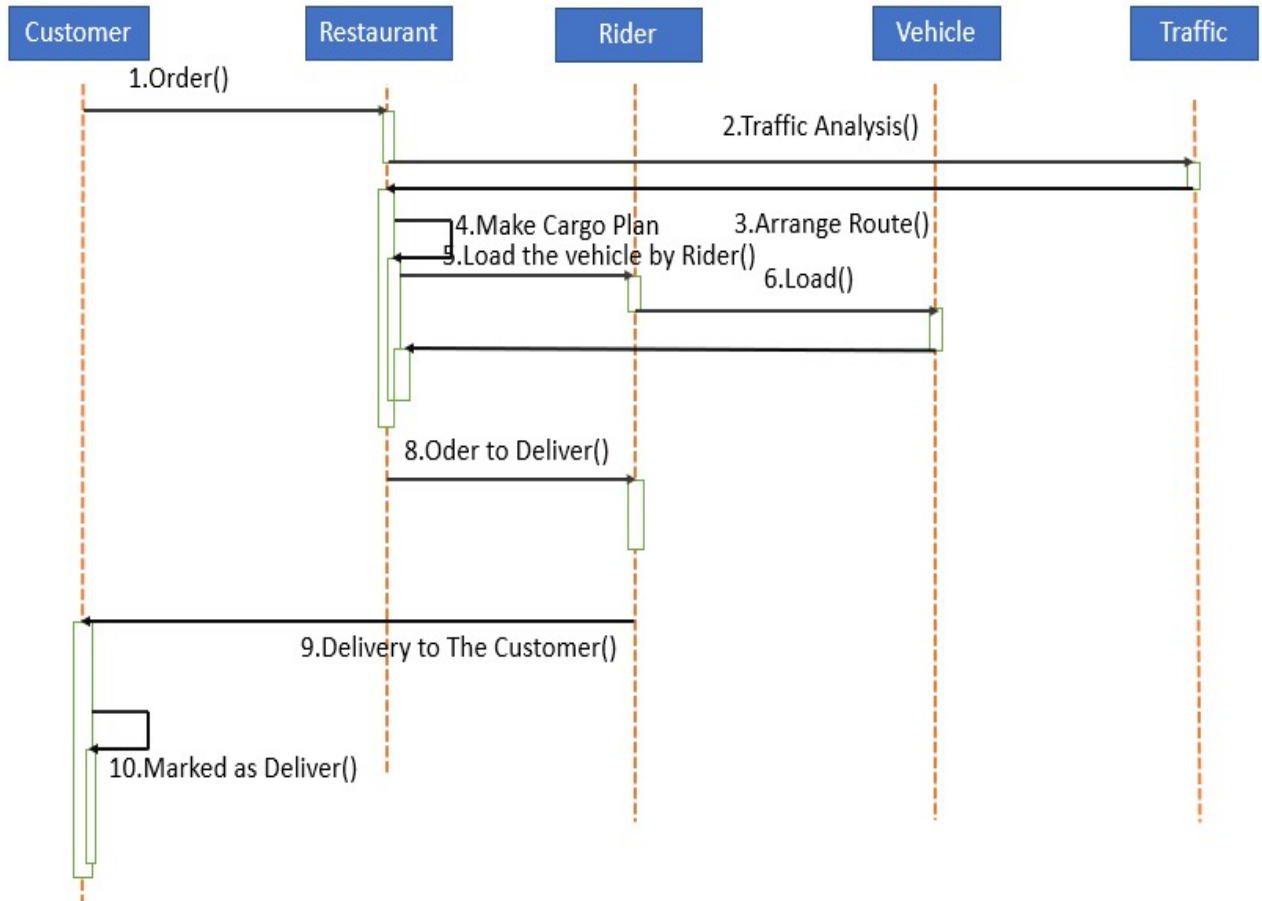 Customer
Restaurant
Rider
Vehicle
Traffic
1.Order()
2.Traffic Analysis()
3.Arrange Route()
4.Make Cargo Plan
5.Load the vehicle by Rider()
6.Load()
8.Oder to Deliver()
9.Delivery to The Customer()
10.Marked as Deliver()